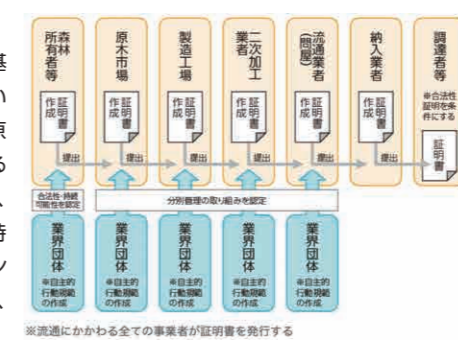 森林
所有者等
原木市場
製造工場
二次加工
業者
流通業者
(問屋)
納入業者
調達者等
※合法性
証明を条
件にする
証明書
作成
証明書
作成
証明書
作成
証明書
作成
証明書
作成
証明書
作成
証明書
提出
提出
提出
提出
提出
提出
合法性・持続
可能性を認定
分別管理の取り組みを認定
業界団体
※自主的
行動規範
の作成
業界団体
※自主的
行動規範
の作成
業界団体
※自主的
行動規範
の作成
業界団体
※自主的
行動規範
の作成
業界団体
※自主的
行動規範
の作成
※流通にかかわる全ての事業者が証明書を発行する